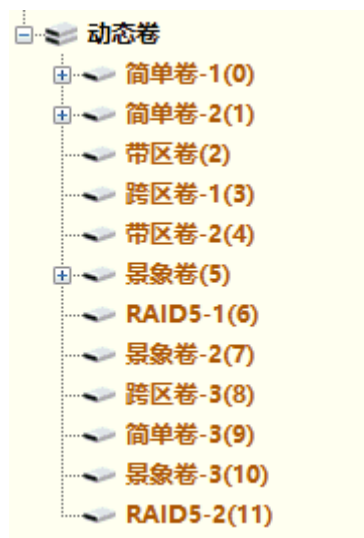 动态卷
简单卷-1(0)
简单卷-2(1)
带区卷(2)
跨区卷-1(3)
带区卷-2(4)
景象卷(5)
RAID5-1(6)
景象卷-2(7)
跨区卷-3(8)
简单卷-3(9)
景象卷-3(10)
RAID5-2(11)